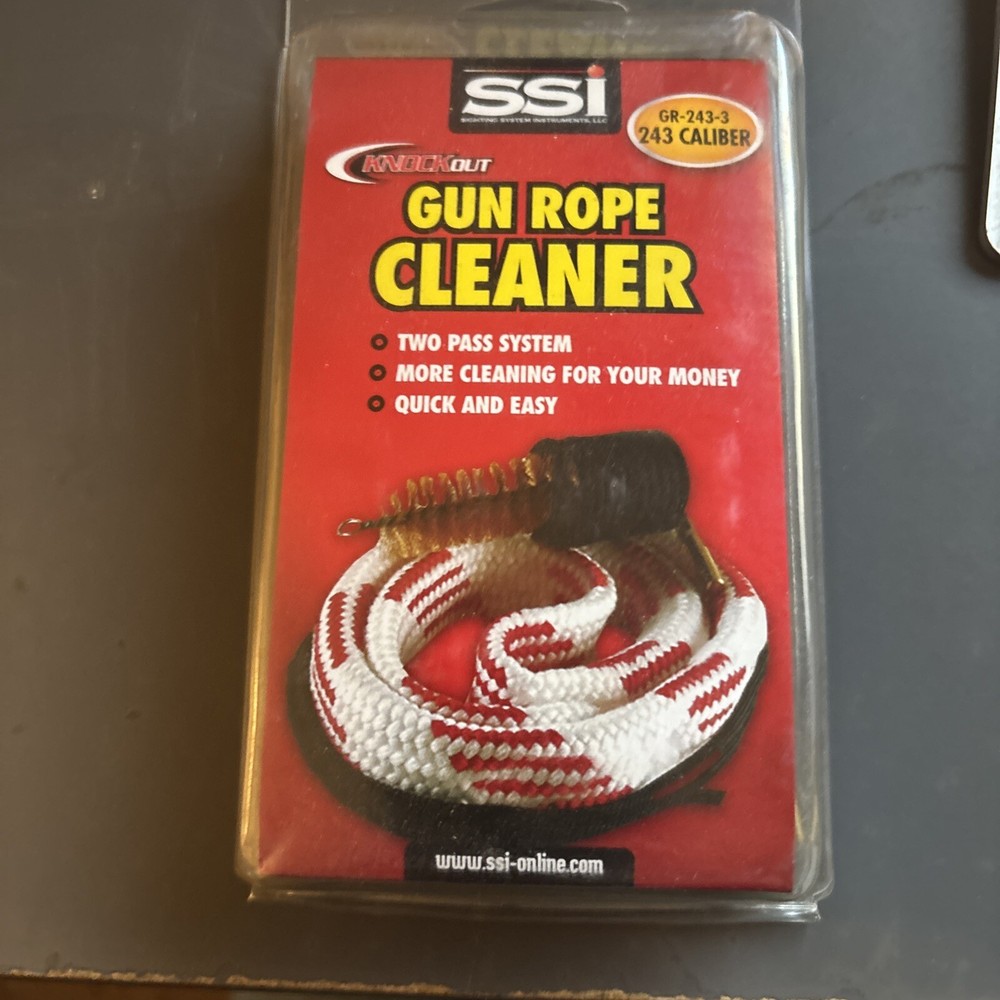 SSI
SIGHTING SYSTEM INSTRUMENTS, LLC
GR-243-3
243 CALIBER
KNOCKOUT
GUN ROPE
CLEANER
TWO PASS SYSTEM
MORE CLEANING FOR YOUR MONEY
QUICK AND EASY
www.ssi-online.com